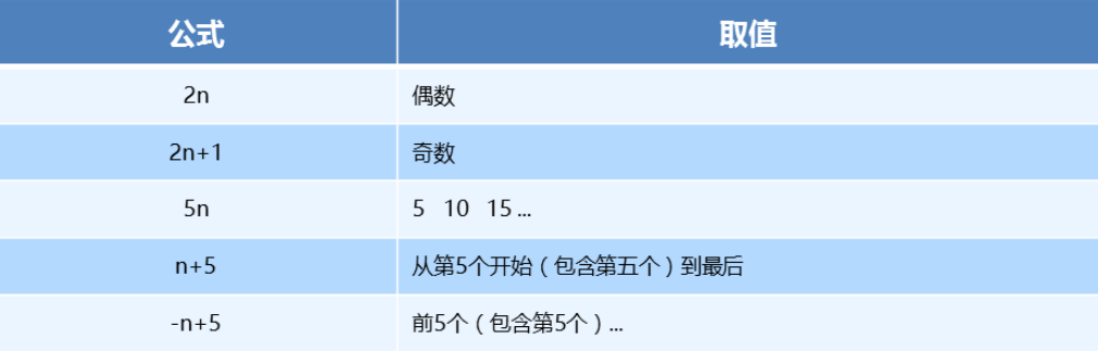 公式 取值
2n 偶数
2n+1 奇数
5n 5 10 15 ...
n+5 从第5个开始（包含第五个）到最后
-n+5 前5个（包含第5个）...